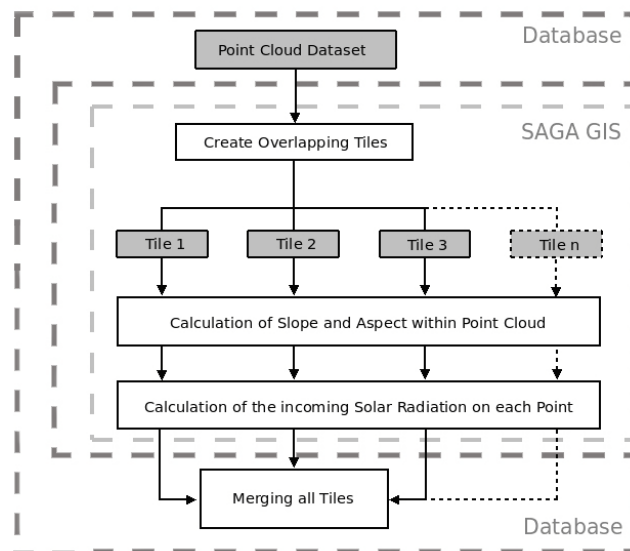 Database
Point Cloud Dataset
SAGA GIS
Create Overlapping Tiles
Tile 1
Tile 2
Tile 3
Tile n
Calculation of Slope and Aspect within Point Cloud
Calculation of the incoming Solar Radiation on each Point
Merging all Tiles
Database